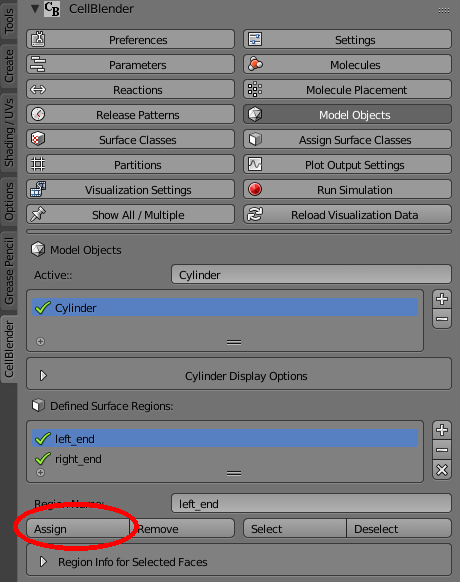 CellBlender
Preferences Settings
Parameters Molecules
Reactions Molecule Placement
Release Patterns Model Objects
Surface Classes Assign Surface Classes
Partitions Plot Output Settings
Visualization Settings Run Simulation
Show All / Multiple Reload Visualization Data
Model Objects
Active:: Cylinder
Cylinder
Cylinder Display Options
Defined Surface Regions:
left_end
right_end
Region Name: left_end
Assign Remove Select Deselect
Region Info for Selected Faces
Tools
Create
Shading / UVs
Options
Grease Pencil
CellBlender
CB